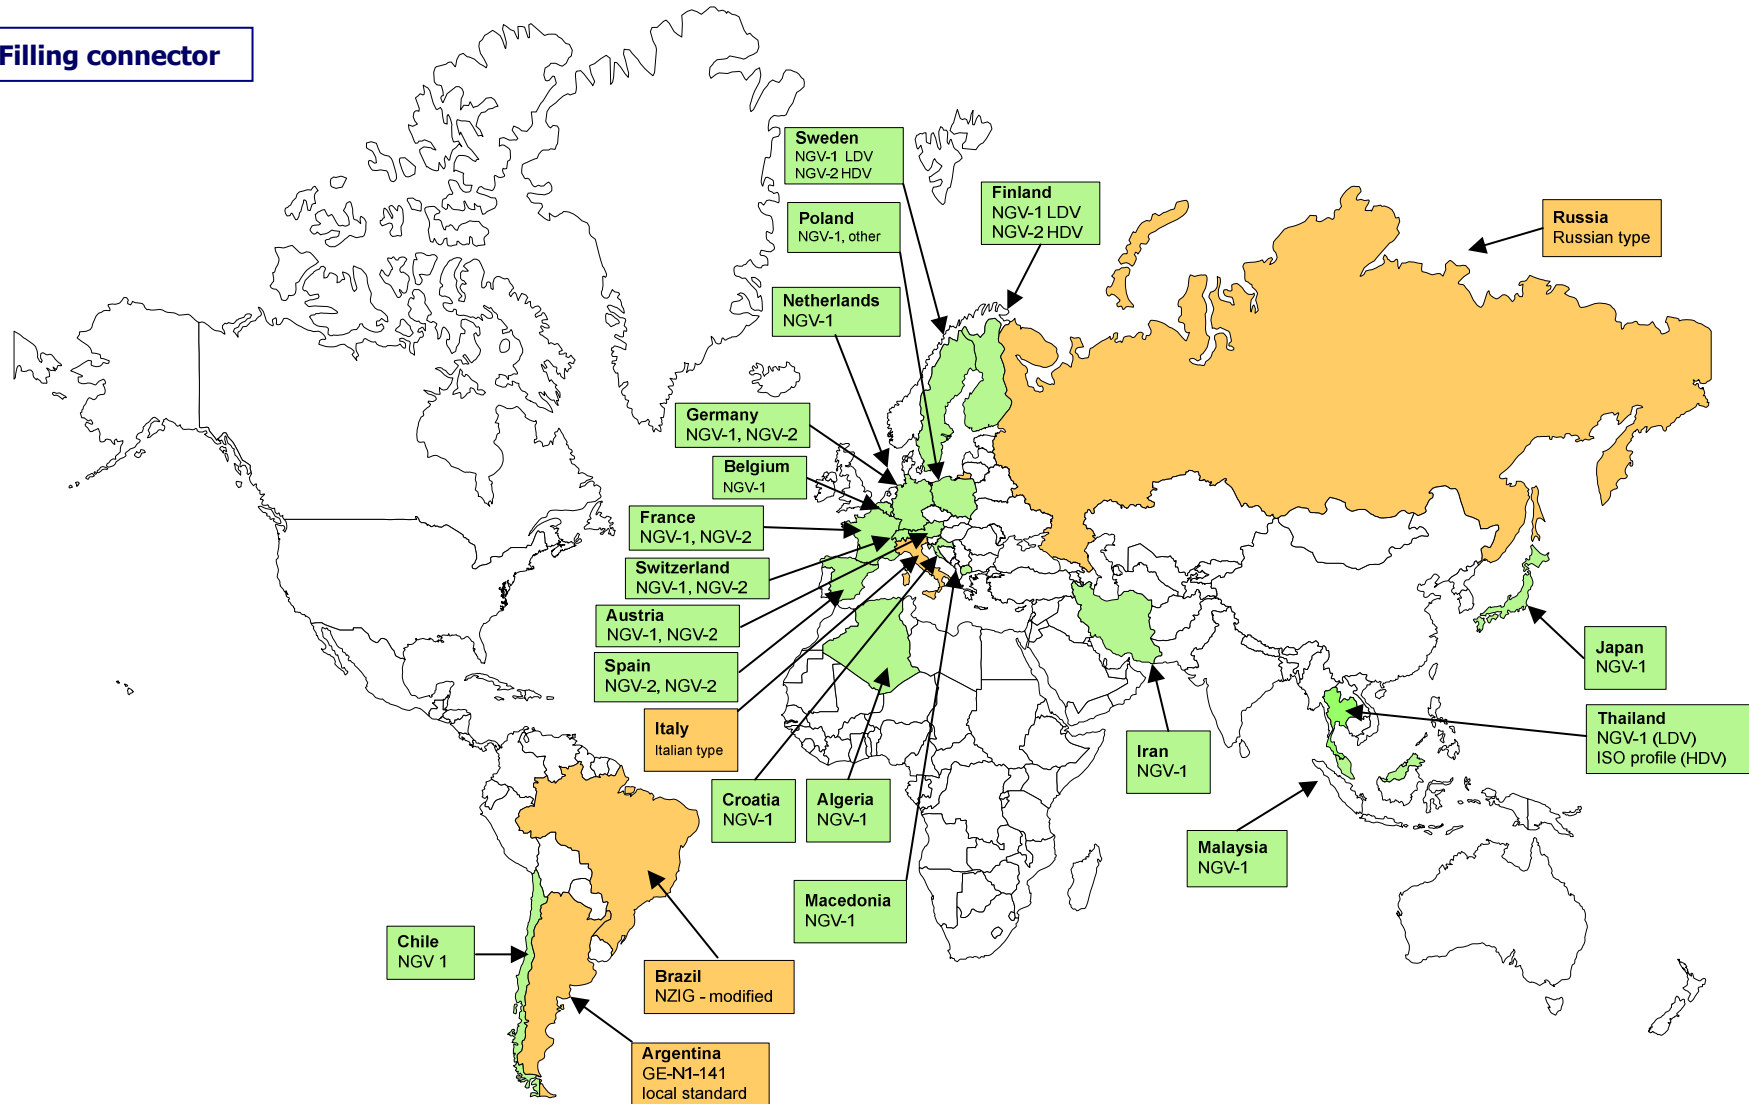 Filling connector
Sweden
NGV-1 LDV
NGV-2 HDV
Finland
NGV-1 LDV
NGV-2 HDV
Poland
NGV-1, other
Russia
Russian type
Netherlands
NGV-1
Germany
NGV-1, NGV-2
Belgium
NGV-1
France
NGV-1, NGV-2
Switzerland
NGV-1, NGV-2
Austria
NGV-1, NGV-2
Spain
NGV-2, NGV-2
Italy
Italian type
Croatia
NGV-1
Algeria
NGV-1
Macedonia
NGV-1
Iran
NGV-1
Japan
NGV-1
Thailand
NGV-1 (LDV)
ISO profile (HDV)
Malaysia
NGV-1
Chile
NGV 1
Brazil
NZIG - modified
Argentina
GE-N1-141
local standard